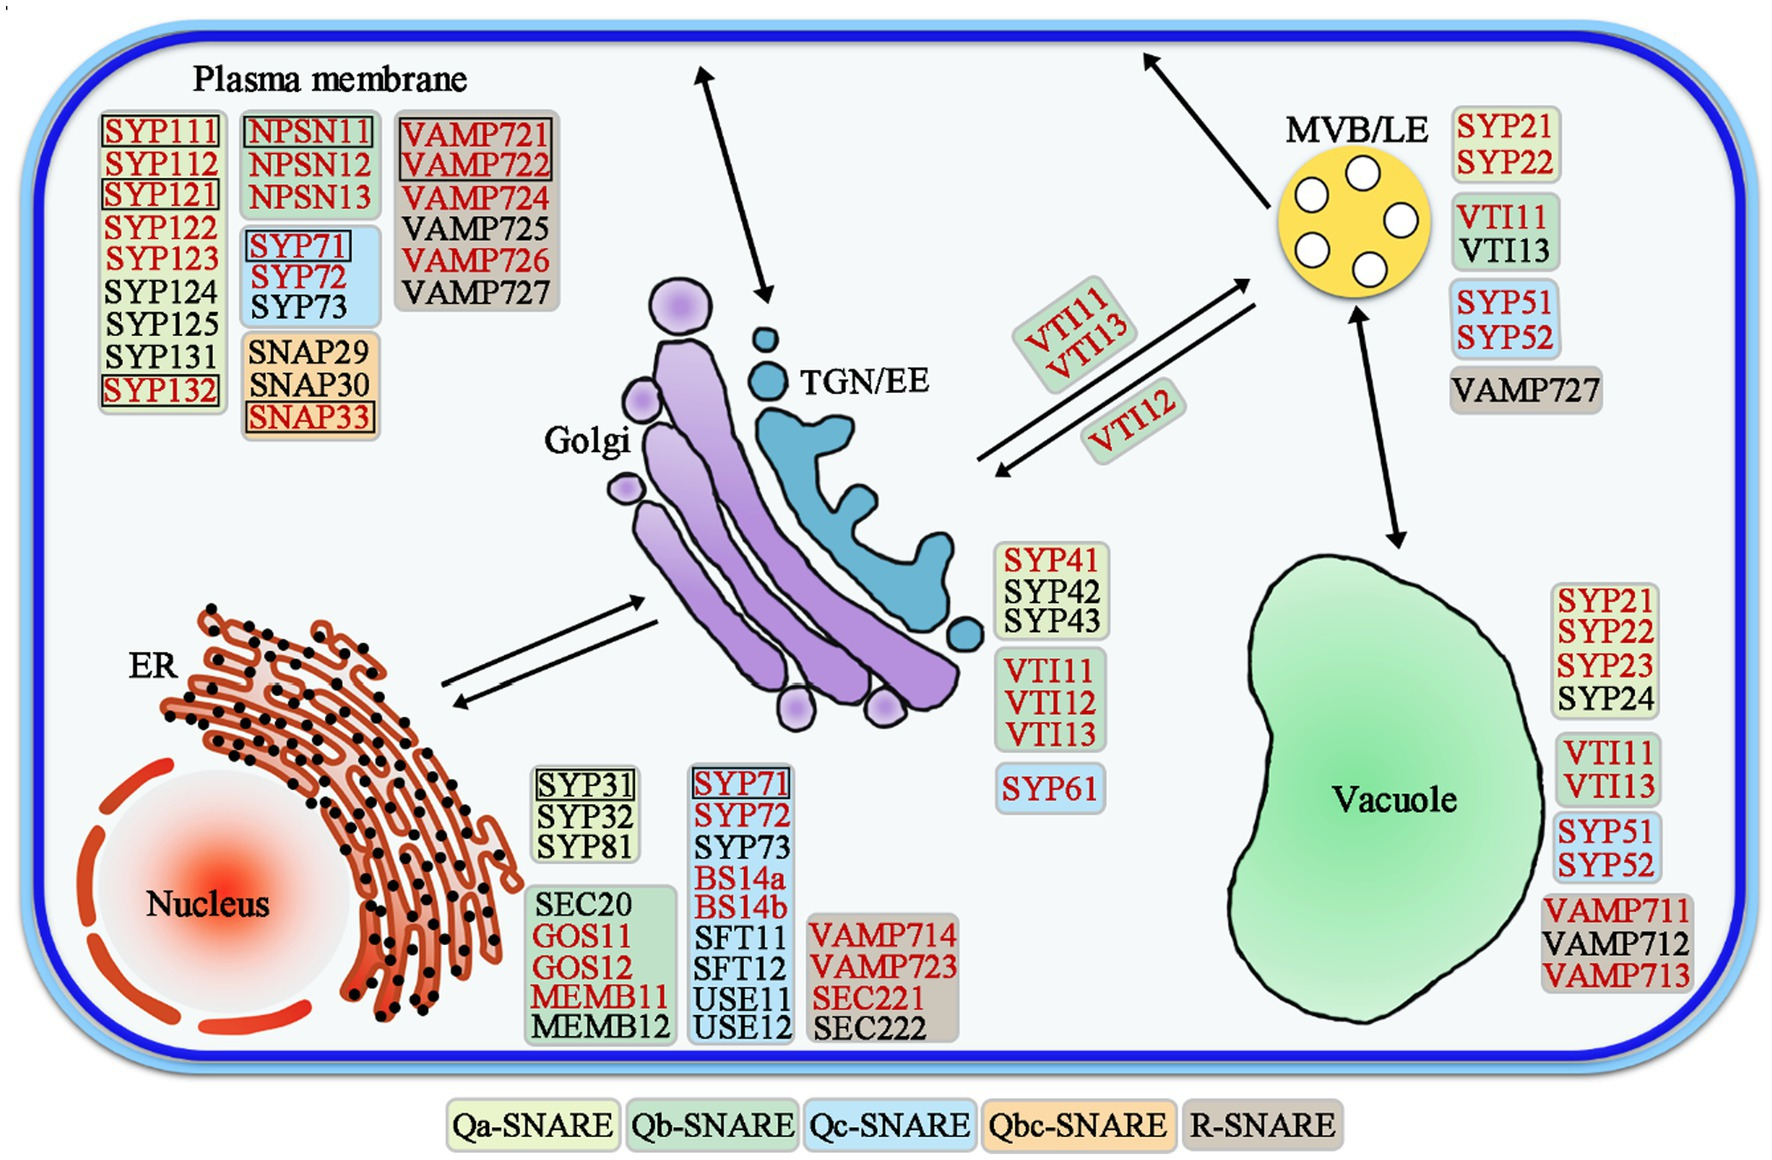 Plasma membrane
SYP111
SYP112
SYP121
SYP122
SYP123
SYP124
SYP125
SYP131
SYP132
NPSN11
NPSN12
NPSN13
SYP71
SYP72
SYP73
SNAP29
SNAP30
SNAP33
VAMP721
VAMP722
VAMP724
VAMP725
VAMP726
VAMP727
MVB/LE
SYP21
SYP22
VTI11
VTI13
SYP51
SYP52
VAMP727
VTI11
VTI13
VTI12
TGN/EE
Golgi
SYP41
SYP42
SYP43
VTI11
VTI12
VTI13
SYP61
ER
Nucleus
SYP31
SYP32
SYP81
SEC20
GOS11
GOS12
MEMB11
MEMB12
SYP71
SYP72
SYP73
BS14a
BS14b
SFT11
SFT12
USE11
USE12
VAMP714
VAMP723
SEC221
SEC222
Vacuole
SYP21
SYP22
SYP23
SYP24
VTI11
VTI13
SYP51
SYP52
VAMP711
VAMP712
VAMP713
Qa-SNARE
Qb-SNARE
Qc-SNARE
Qbc-SNARE
R-SNARE